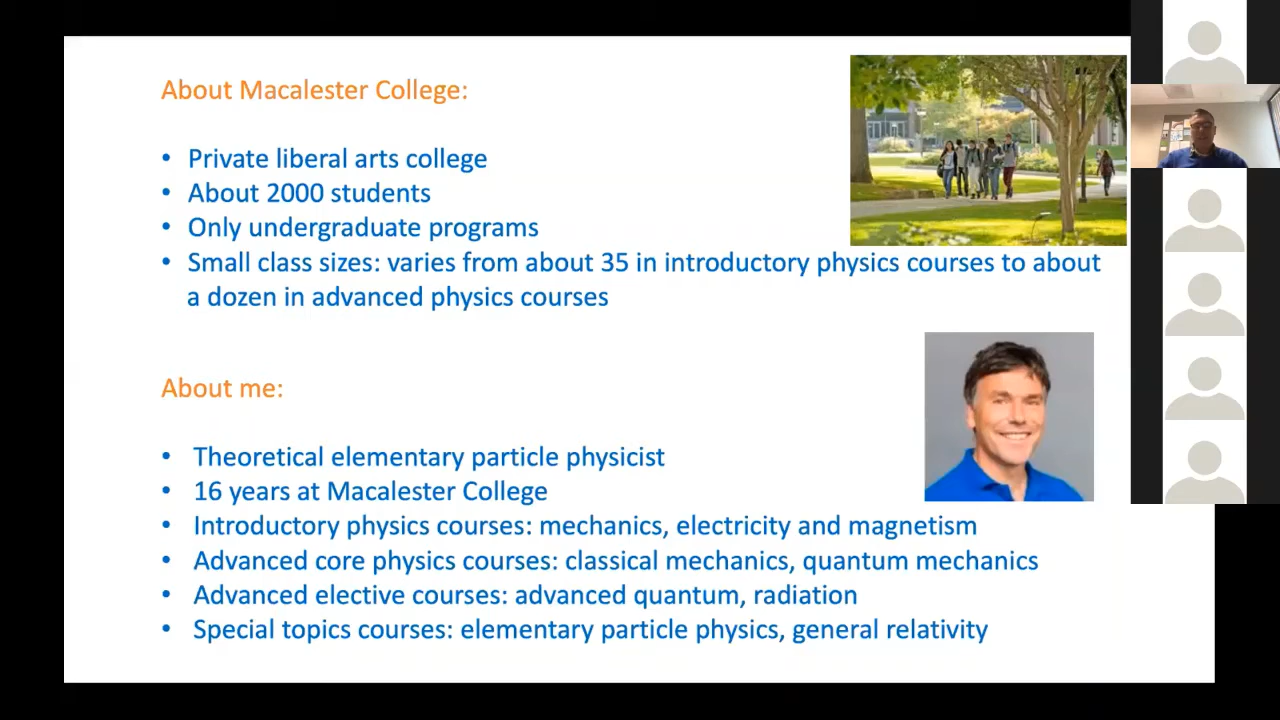 About Macalester College:
• Private liberal arts college
• About 2000 students
• Only undergraduate programs
• Small class sizes: varies from about 35 in introductory physics courses to about
a dozen in advanced physics courses
About me:
• Theoretical elementary particle physicist
• 16 years at Macalester College
• Introductory physics courses: mechanics, electricity and magnetism
• Advanced core physics courses: classical mechanics, quantum mechanics
• Advanced elective courses: advanced quantum, radiation
• Special topics courses: elementary particle physics, general relativity